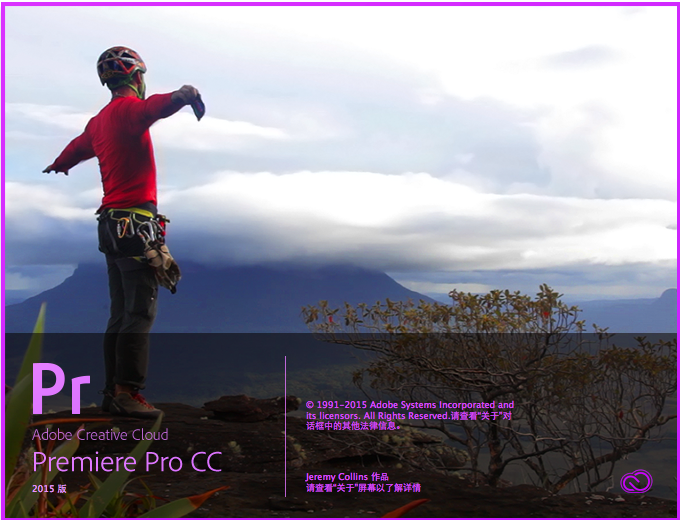 Pr
Adobe Creative Cloud
Premiere Pro CC
2015 版
© 1991-2015 Adobe Systems Incorporated and
its licensors. All Rights Reserved.请查看“关于”对
话框中的其他法律信息。
Jeremy Collins 作品
请查看“关于”屏幕以了解详情